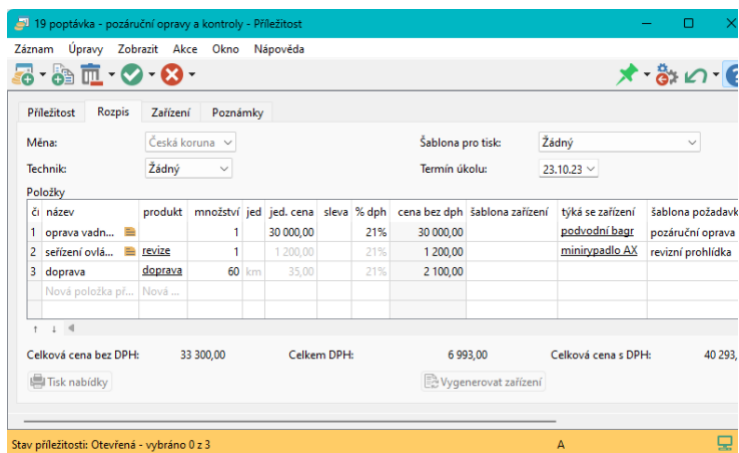 19 poptávka - pozáruční opravy a kontroly - Příležitost
Záznam Úpravy Zobrazit Akce Okno Nápověda
Příležitost Rozpis Zařízení Poznámky
Měna: Česká koruna Šablona pro tisk: Žádný
Technik: Žádný Termín úkolu: 23.10.23
Položky
čí název produkt množství jed jed. cena sleva % dph cena bez dph šablona zařízení týká se zařízení šablona požadavk
1 oprava vadn... 1 30 000,00 21% 30 000,00 podvodní bagr pozáruční oprava
2 seřízení ovlá... revize 1 1 200,00 21% 1 200,00 minirypadlo AX revizní prohlídka
3 doprava doprava 60 km 35,00 21% 2 100,00
Nová položka př... Nová ...
Celková cena bez DPH: 33 300,00 Celkem DPH: 6 993,00 Celková cena s DPH: 40 293,
Tisk nabídky Vygenerovat zařízení
Stav příležitosti: Otevřená - vybráno 0 z 3 A